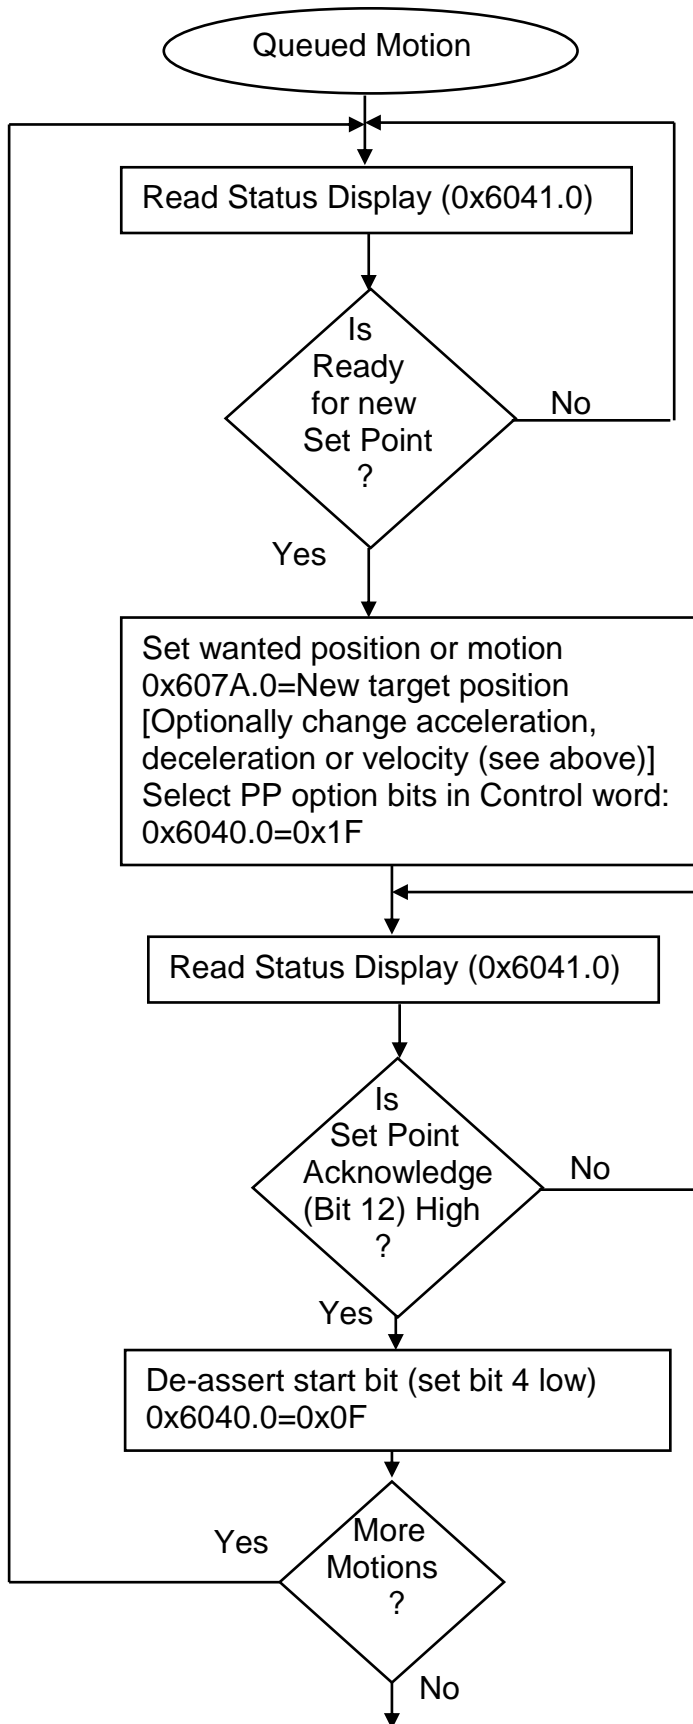 Queued Motion
Read Status Display (0x6041.0)
Is
Ready
for new
Set Point
?
No
Yes
Set wanted position or motion
0x607A.0=New target position
[Optionally change acceleration,
deceleration or velocity (see above)]
Select PP option bits in Control word:
0x6040.0=0x1F
Read Status Display (0x6041.0)
Is
Set Point
Acknowledge
(Bit 12) High
?
No
Yes
De-assert start bit (set bit 4 low)
0x6040.0=0x0F
More
Motions
?
Yes
No